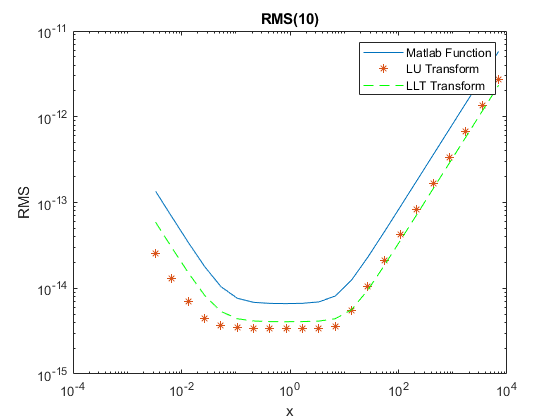 RMS(10)
10^-11
Matlab Function
LU Transform
LLT Transform
10^-12
10^-13
RMS
10^-14
10^-15
10^-4
10^-2
10^0
10^2
10^4
x